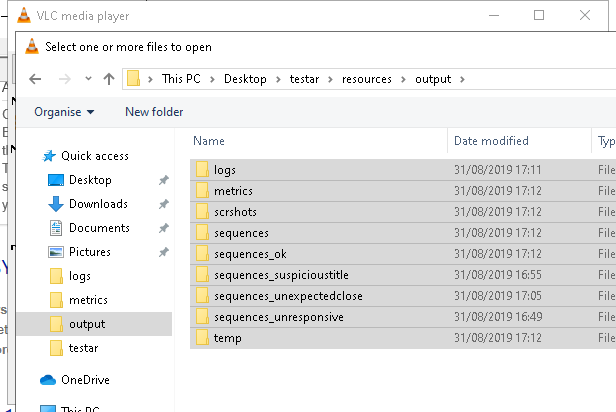 VLC media player
Select one or more files to open
This PC > Desktop > testar > resources > output >
Organise New folder
Name Date modified
Quick access
Desktop
Downloads
Documents
Pictures
logs
metrics
output
testar
OneDrive
This PC
logs 31/08/2019 17:11 File
metrics 31/08/2019 17:12 File
scrshots 31/08/2019 17:12 File
sequences 31/08/2019 17:12 File
sequences_ok 31/08/2019 17:12 File
sequences_suspicioustitle 31/08/2019 16:55 File
sequences_unexpectedclose 31/08/2019 17:05 File
sequences_unresponsive 31/08/2019 16:49 File
temp 31/08/2019 17:12 File